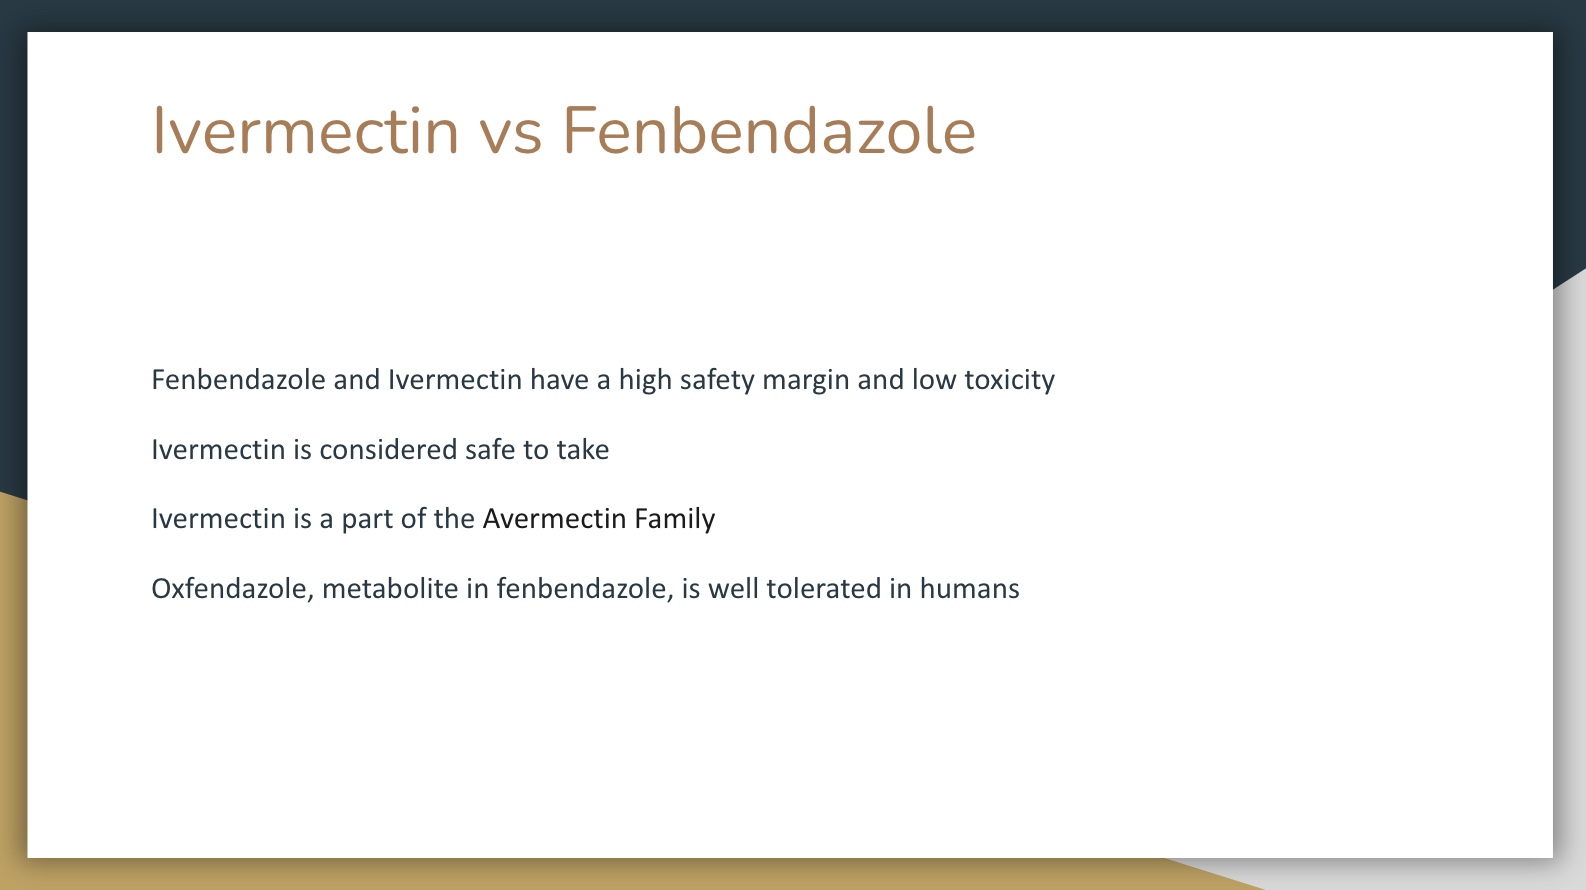 Ivermectin vs Fenbendazole
Fenbendazole and Ivermectin have a high safety margin and low toxicity
Ivermectin is considered safe to take
Ivermectin is a part of the Avermectin Family
Oxfendazole, metabolite in fenbendazole, is well tolerated in humans